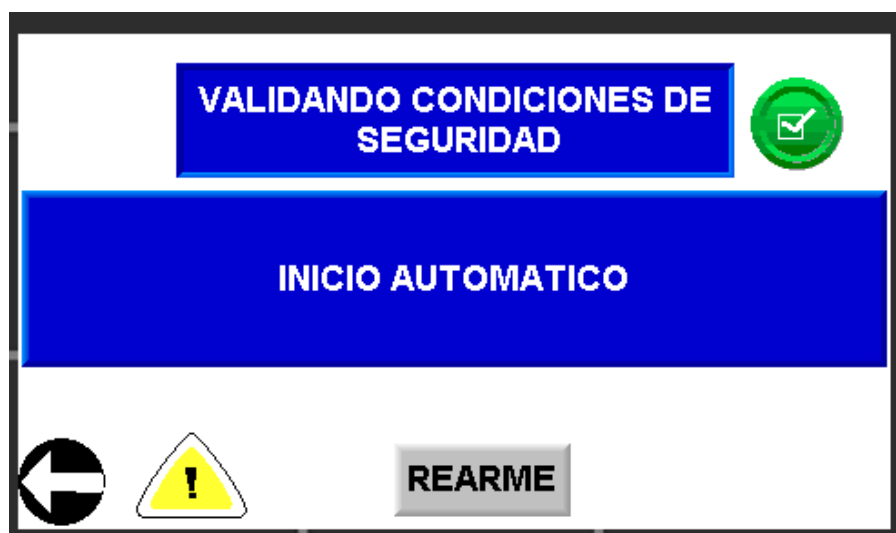 VALIDANDO CONDICIONES DE
SEGURIDAD
INICIO AUTOMATICO
!
REARME